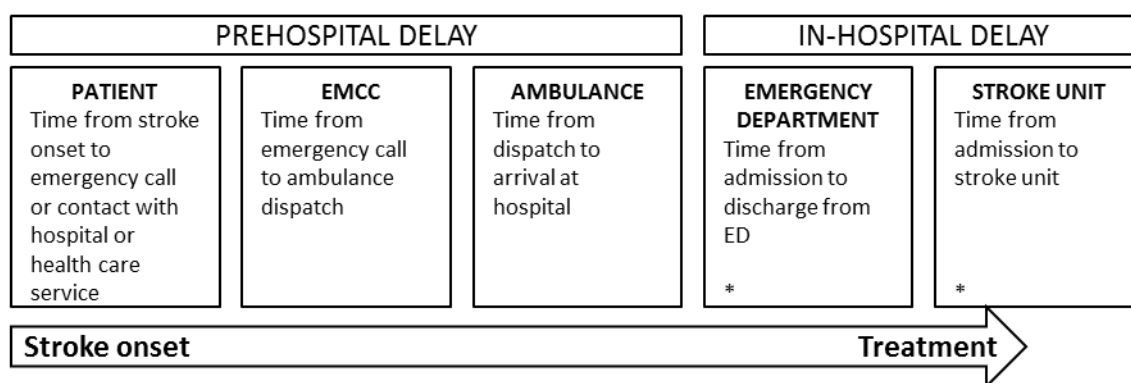 PREHOSPITAL DELAY
IN-HOSPITAL DELAY
PATIENT
Time from stroke
onset to
emergency call
or contact with
hospital or
health care
service
EMCC
Time from
emergency call
to ambulance
dispatch
AMBULANCE
Time from
dispatch to
arrival at
hospital
EMERGENCY
DEPARTMENT
Time from
admission to
discharge from
ED
*
STROKE UNIT
Time from
admission to
stroke unit
*
Stroke onset
Treatment